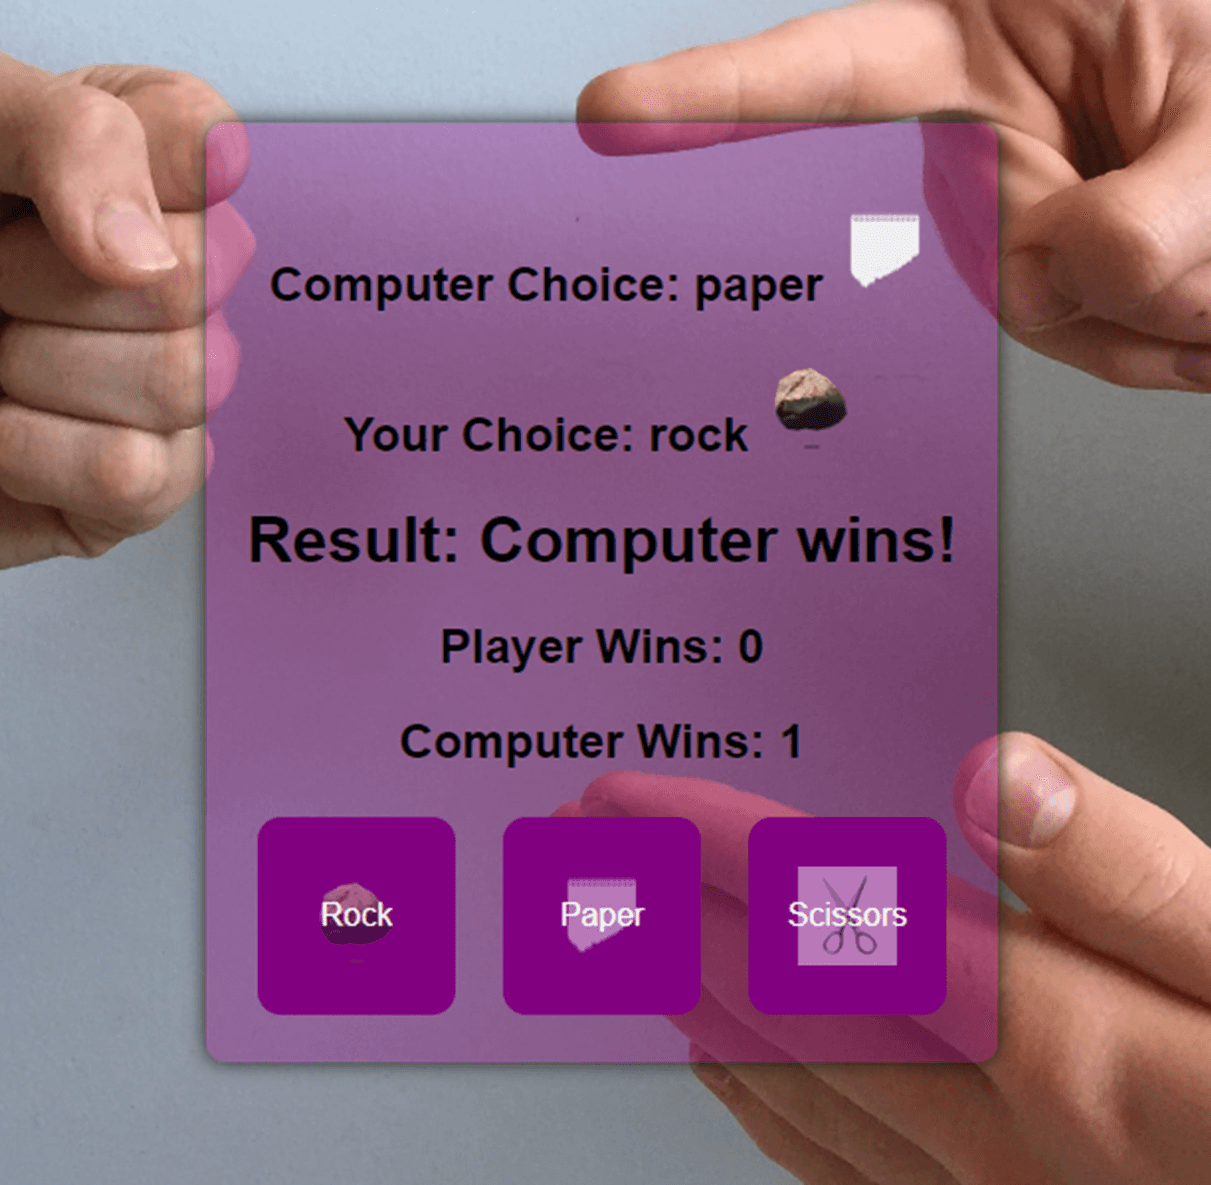 Computer Choice: paper
Your Choice: rock
Result: Computer wins!
Player Wins: 0
Computer Wins: 1
Rock
Paper
Scissors